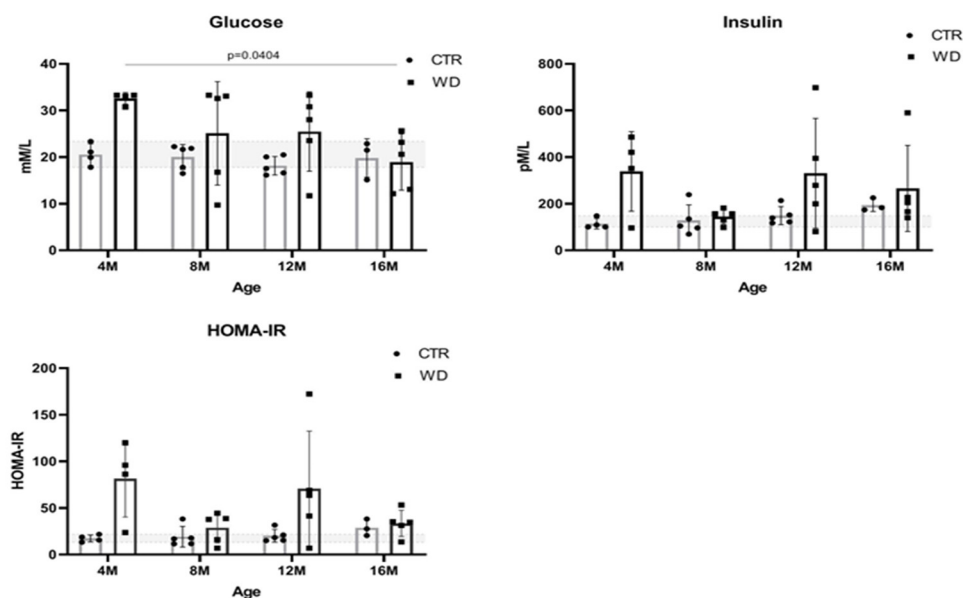 Glucose
p=0.0404
CTR
WD
40
30
20
10
0
mM/L
4M 8M 12M 16M
Age
Insulin
CTR
WD
800
600
400
200
0
pM/L
4M 8M 12M 16M
Age
HOMA-IR
CTR
WD
200
150
100
50
0
HOMA-IR
4M 8M 12M 16M
Age